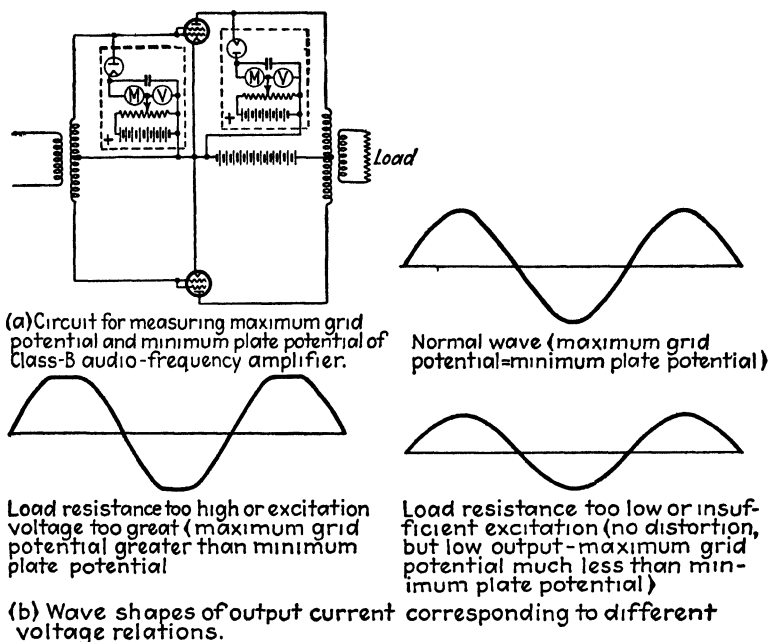 M
V
+
M
V
+
Load
(a) Circuit for measuring maximum grid
potential and minimum plate potential of
Class-B audio-frequency amplifier.
Normal wave (maximum grid
potential=minimum plate potential)
Load resistance too high or excitation
voltage too great (maximum grid
potential greater than minimum
plate potential
Load resistance too low or insuf-
ficient excitation (no distortion,
but low output-maximum grid
potential much less than min-
imum plate potential)
(b) Wave shapes of output current corresponding to different
voltage relations.